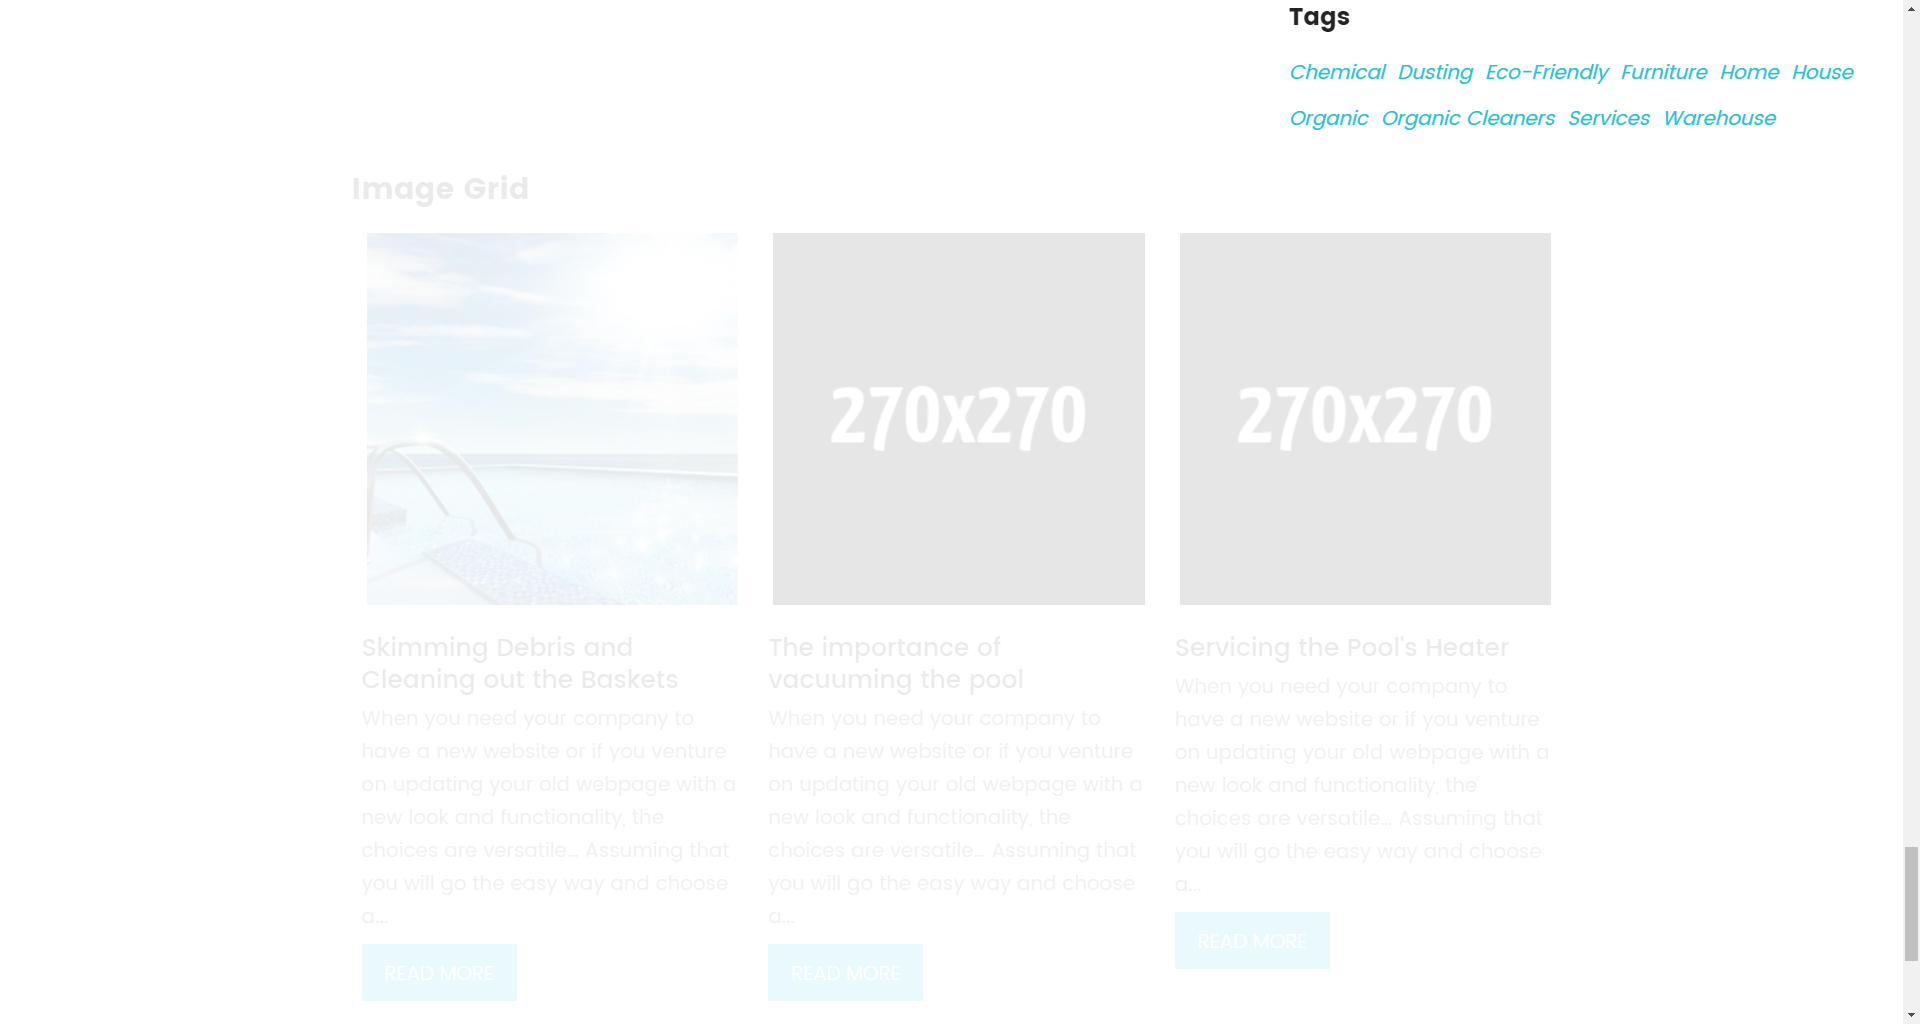 Tags
Chemical Dusting Eco-Friendly Furniture Home House
Organic Organic Cleaners Services Warehouse
Image Grid
270x270
270x270
Skimming Debris and
Cleaning out the Baskets
When you need your company to
have a new website or if you venture
on updating your old webpage with a
new look and functionality, the
choices are versatile... Assuming that
you will go the easy way and choose
a...
READ MORE
The importance of
vacuuming the pool
When you need your company to
have a new website or if you venture
on updating your old webpage with a
new look and functionality, the
choices are versatile... Assuming that
you will go the easy way and choose
a...
READ MORE
Servicing the Pool's Heater
When you need your company to
have a new website or if you venture
on updating your old webpage with a
new look and functionality, the
choices are versatile... Assuming that
you will go the easy way and choose
a...
READ MORE